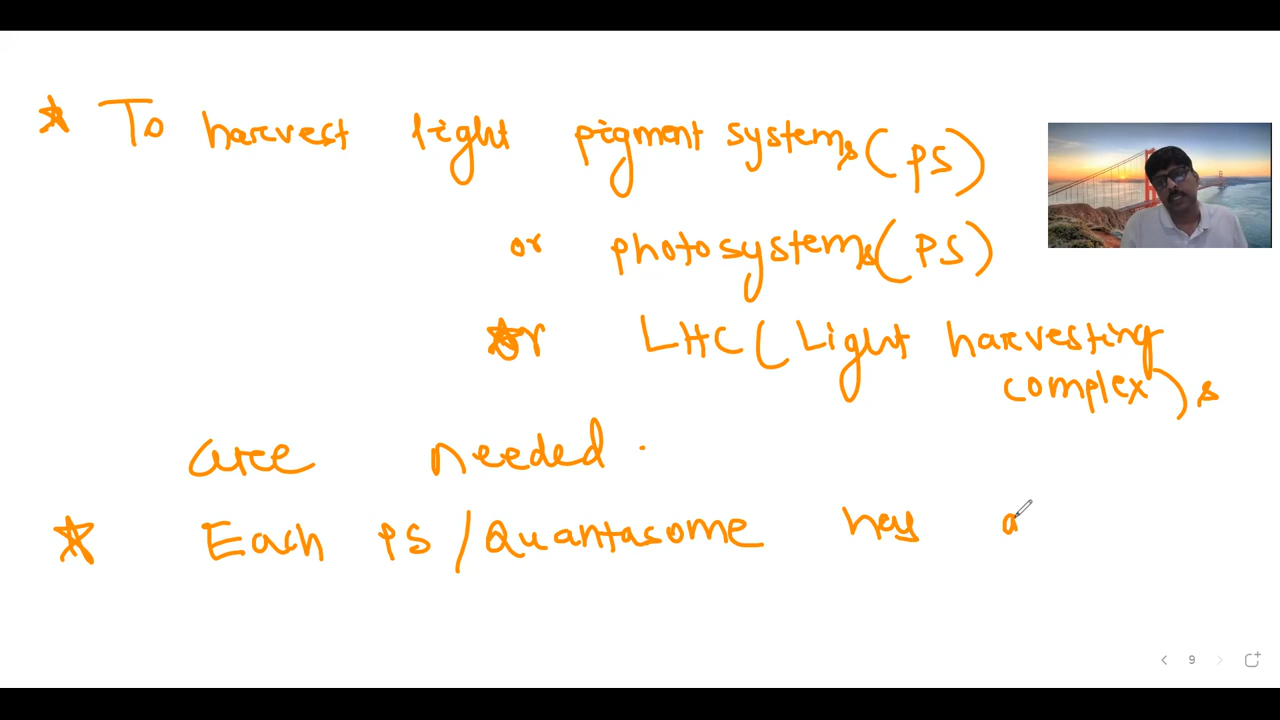 ★ To harvest light pigment systems (PS)
or photosystems (PS)
or LHC (Light harvesting
complex)s
are needed.
★ Each PS/Quantasome has a
9